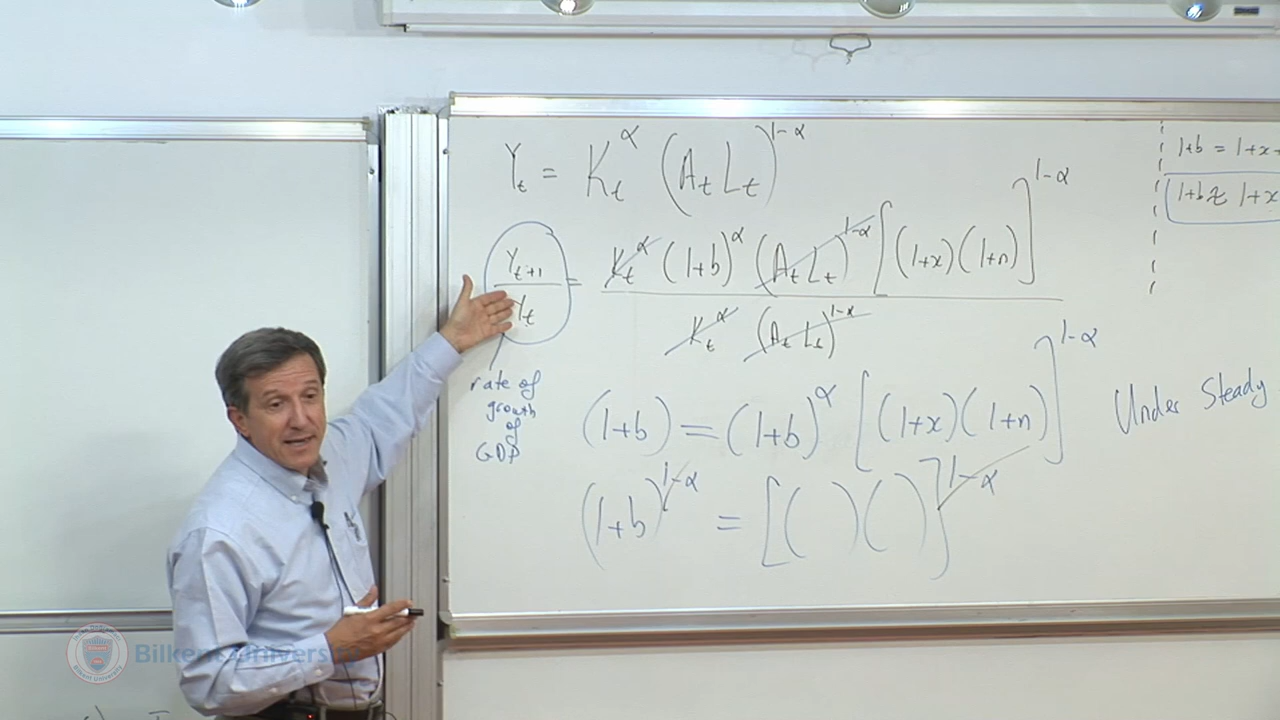 Y_t = K_t^α (A_t L_t)^{1-α}
Y_{t+1} / Y_t = K_t^α (1+b)^α (A_t L_t)^{1-α} [(1+x)(1+n)]^{1-α} / K_t^α (A_t L_t)^{1-α}
rate of
growth
of
GDP
(1+b) = (1+b)^α [(1+x)(1+n)]^{1-α}
Under Steady
(1+b)^{1-α} = [( )( )]^{1-α}
1+b = 1+x+
1+b ≈ 1+x
Bilkent Universit